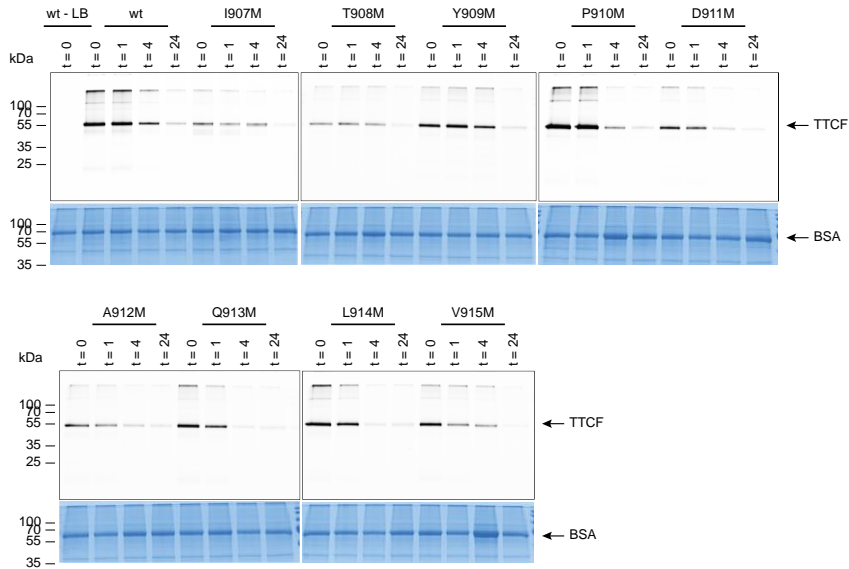 wt - LB wt I907M T908M Y909M P910M D911M
t = 0 t = 0 t = 1 t = 4 t = 24 t = 0 t = 1 t = 4 t = 24 t = 0 t = 1 t = 4 t = 24 t = 0 t = 1 t = 4 t = 24 t = 0 t = 1 t = 4 t = 24 t = 0 t = 1 t = 4 t = 24
kDa
100
70
55 TTCF
35
25
100
70 BSA
55
35
A912M Q913M L914M V915M
t = 0 t = 1 t = 4 t = 24 t = 0 t = 1 t = 4 t = 24 t = 0 t = 1 t = 4 t = 24 t = 0 t = 1 t = 4 t = 24
kDa
100
70
55 TTCF
35
25
100
70
55 BSA
35